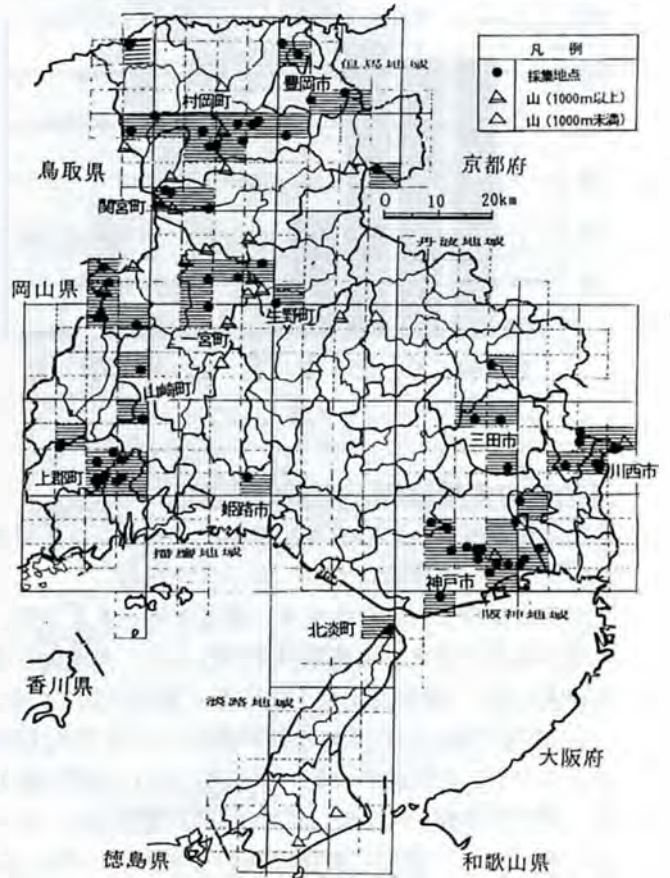 凡 例
採集地点
山 (1000m以上)
山 (1000m未満)
但馬地域
豊岡市
村岡町
鳥取県
京都府
関宮町
0 10 20km
丹波地域
岡山県
生野町
一宮町
山崎町
三田市
上郡町
川西市
姫路市
播磨地域
神戸市
阪神地域
北淡町
香川県
淡路地域
大阪府
徳島県
和歌山県